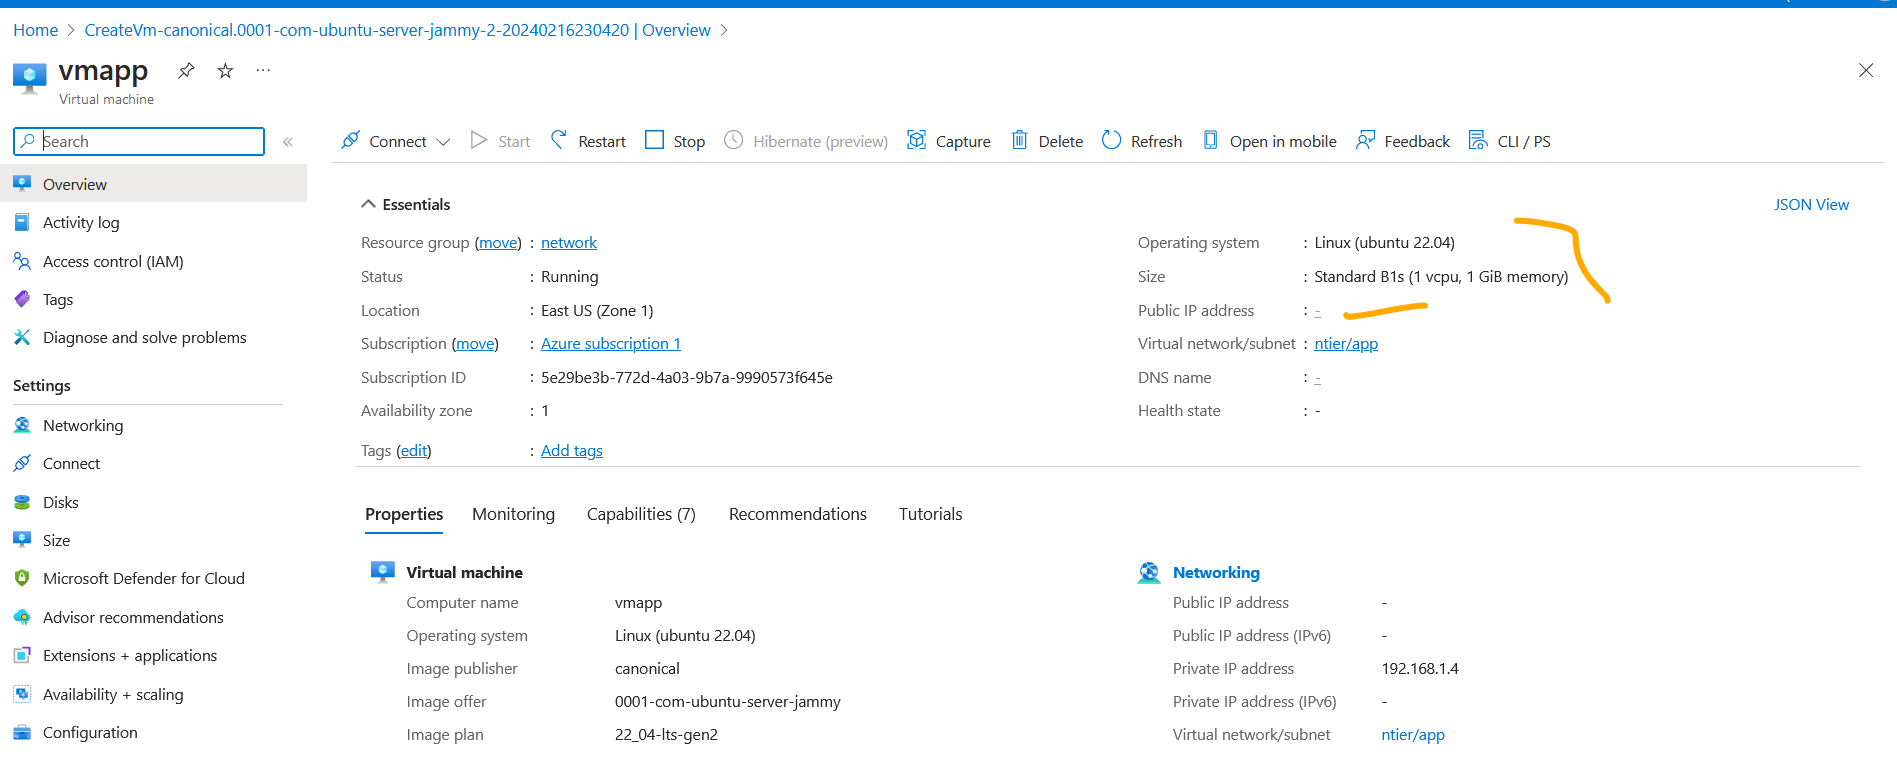 Home > CreateVm-canonical.0001-com-ubuntu-server-jammy-2-20240216230420 | Overview >
vmapp ...
Virtual machine
Search «
Connect Start Restart Stop Hibernate (preview) Capture Delete Refresh Open in mobile Feedback CLI / PS
Overview
Activity log
Access control (IAM)
Tags
Diagnose and solve problems
Settings
Networking
Connect
Disks
Size
Microsoft Defender for Cloud
Advisor recommendations
Extensions + applications
Availability + scaling
Configuration
Essentials
JSON View
Resource group (move) : network
Status : Running
Location : East US (Zone 1)
Subscription (move) : Azure subscription 1
Subscription ID : 5e29be3b-772d-4a03-9b7a-9990573f645e
Availability zone : 1
Tags (edit) : Add tags
Operating system : Linux (ubuntu 22.04)
Size : Standard B1s (1 vcpu, 1 GiB memory)
Public IP address : -
Virtual network/subnet : ntier/app
DNS name : -
Health state : -
Properties Monitoring Capabilities (7) Recommendations Tutorials
Virtual machine
Computer name vmapp
Operating system Linux (ubuntu 22.04)
Image publisher canonical
Image offer 0001-com-ubuntu-server-jammy
Image plan 22_04-lts-gen2
Networking
Public IP address -
Public IP address (IPv6) -
Private IP address 192.168.1.4
Private IP address (IPv6) -
Virtual network/subnet ntier/app